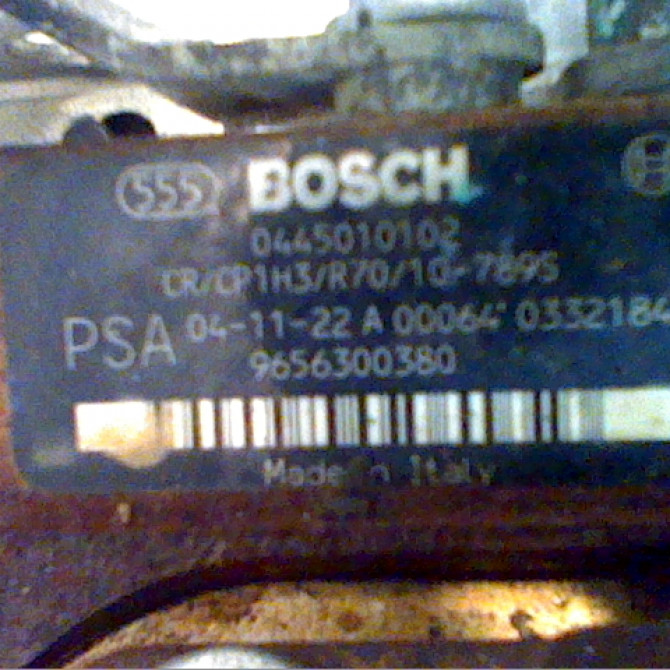 555 BOSCH
0445010102
CR/CP1H3/R70/10-789S
PSA 04-11-22 A 00064 0332184
9656300380
Made in Italy